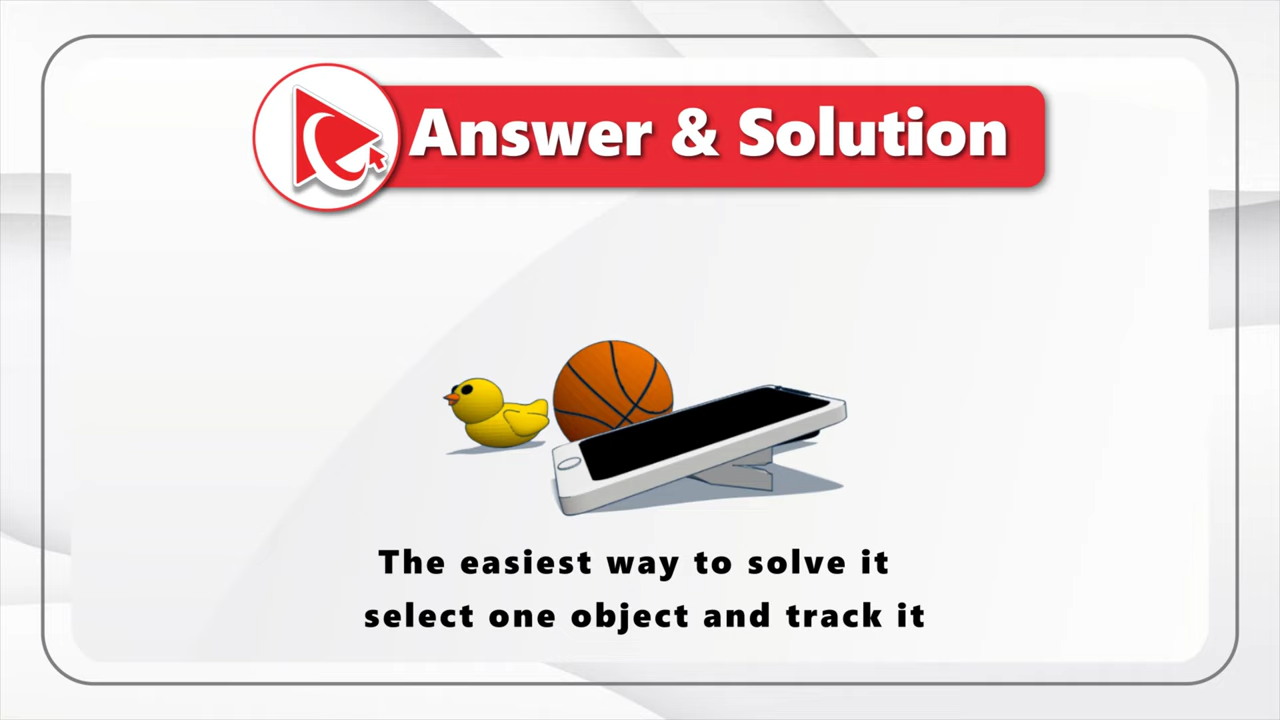 Answer & Solution
The easiest way to solve it
select one object and track it